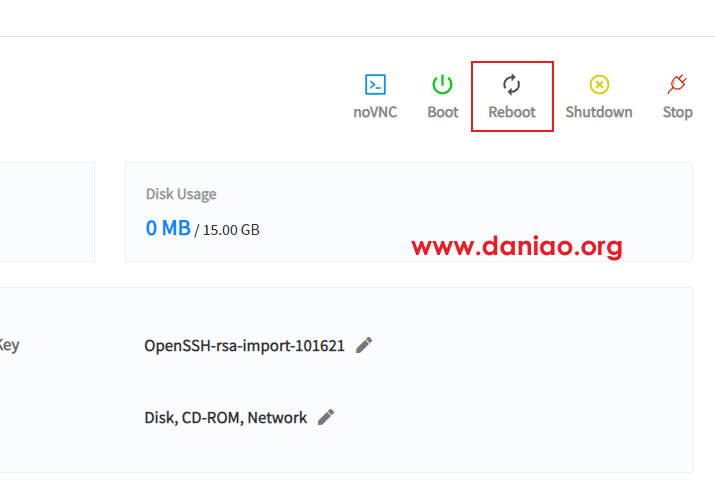 noVNC Boot Reboot Shutdown Stop
Disk Usage
0 MB / 15.00 GB
www.daniao.org
Key OpenSSH-rsa-import-101621
Disk, CD-ROM, Network